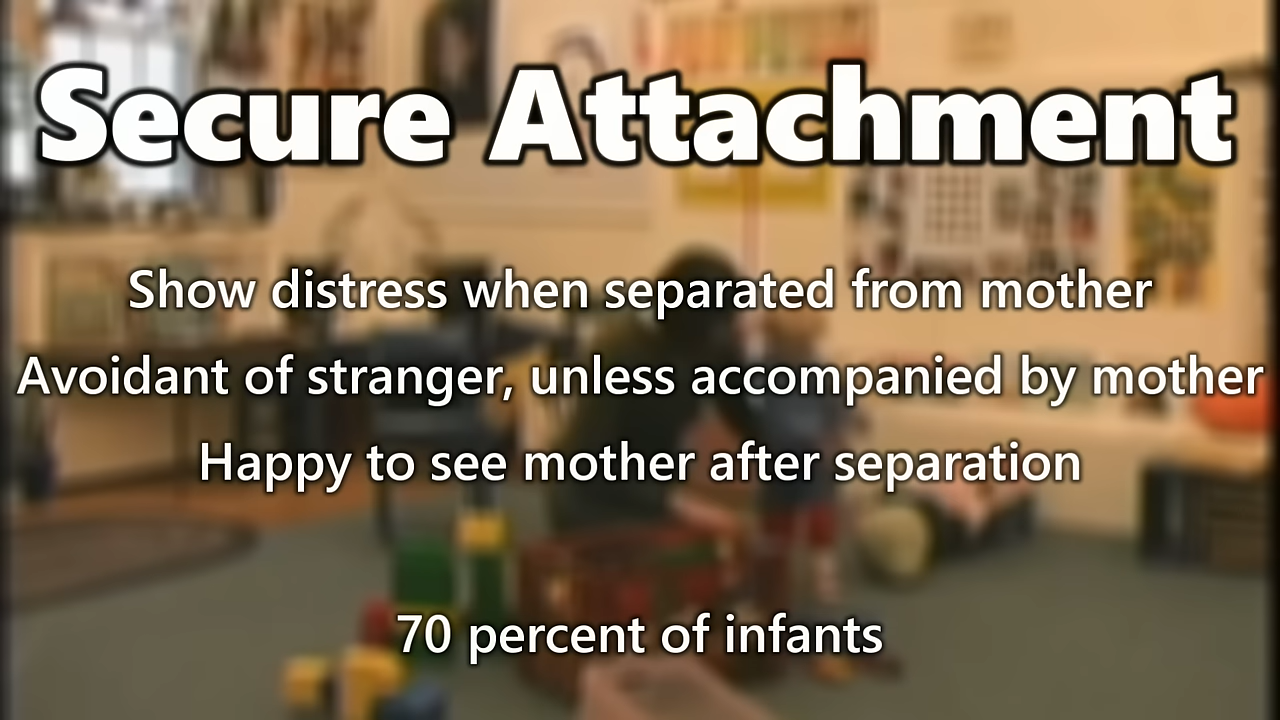 Secure Attachment
Show distress when separated from mother
Avoidant of stranger, unless accompanied by mother
Happy to see mother after separation
70 percent of infants